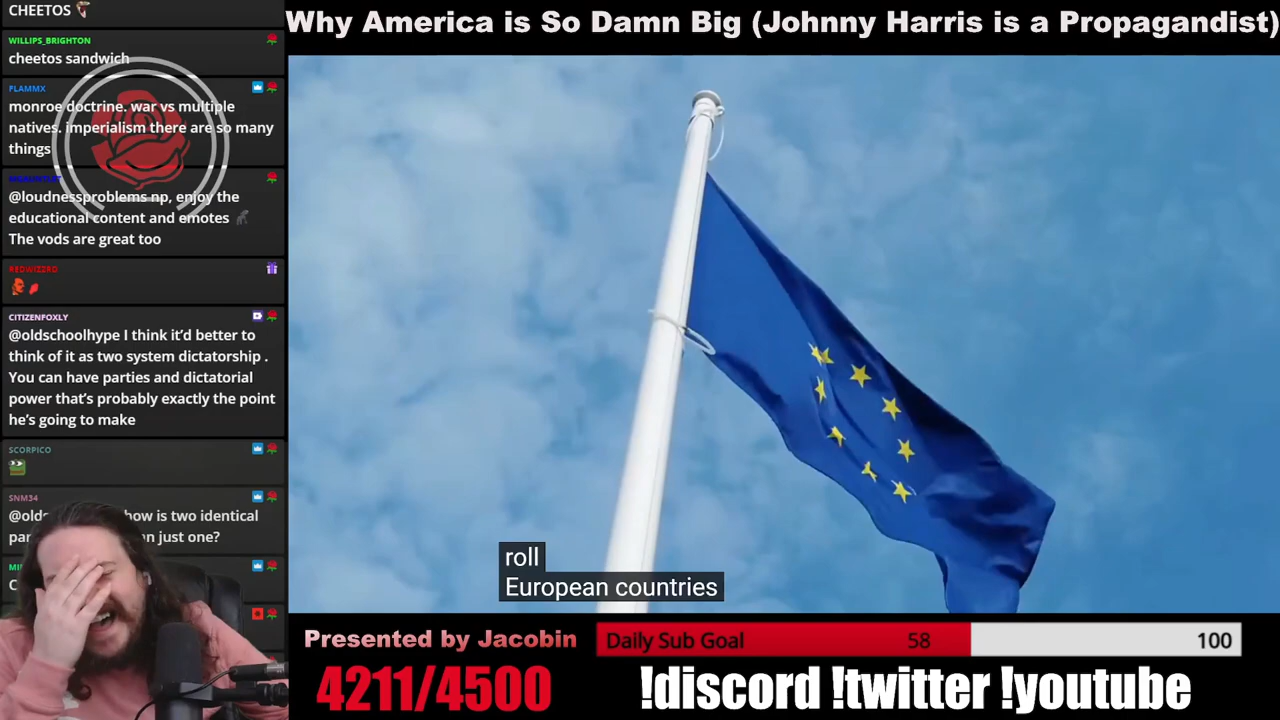 CHEETOS
Why America is So Damn Big (Johnny Harris is a Propagandist)
WILLIPS_BRIGHTON
cheetos sandwich
FLAMMX
monroe doctrine. war vs multiple
natives. imperialism there are so many
things
@loudnessproblems np, enjoy the
educational content and emotes
The vods are great too
REDWIZZRD
CITIZENFOXLY
@oldschoolhype I think it'd better to
think of it as two system dictatorship .
You can have parties and dictatorial
power that's probably exactly the point
he's going to make
SCORPICO
SNM34
how is two identical
just one?
roll
European countries
Presented by Jacobin
Daily Sub Goal 58 100
4211/4500
!discord !twitter !youtube